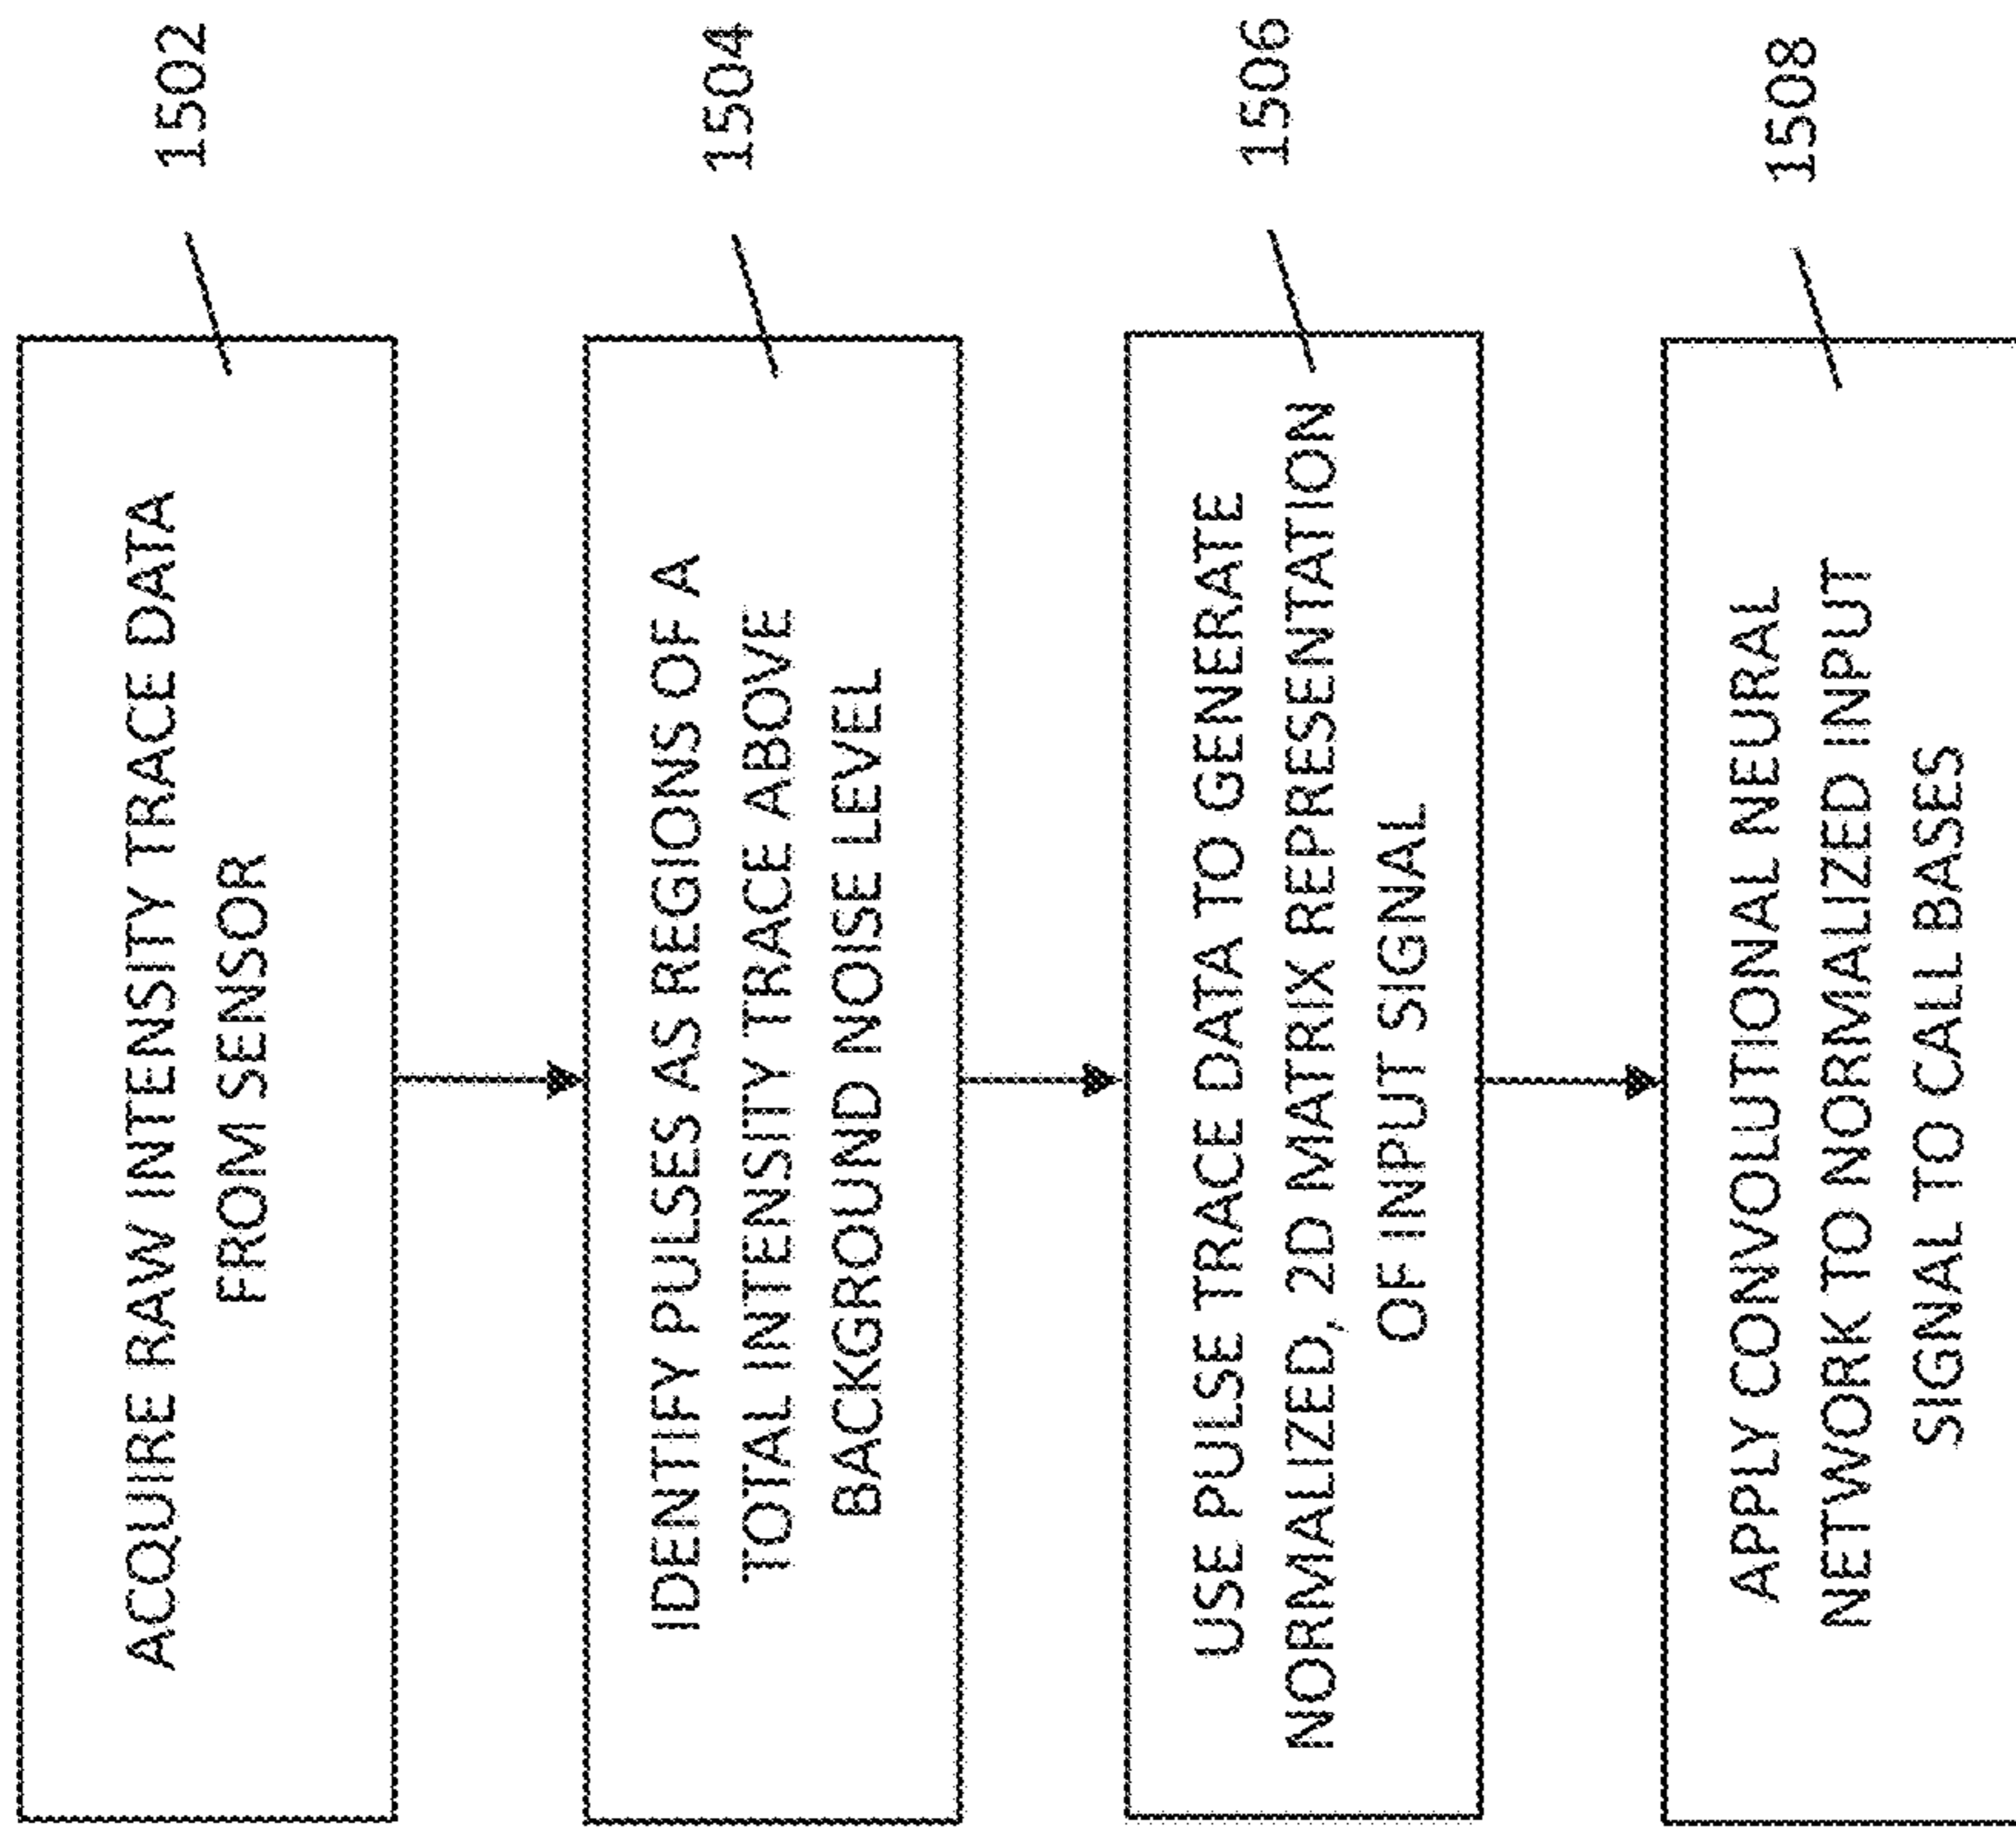 ACQUIRE RAW INTENSITY TRACE DATA
FROM SENSOR
1502
IDENTIFY PULSES AS REGIONS OF A
TOTAL INTENSITY TRACE ABOVE
BACKGROUND NOISE LEVEL
1504
USE PULSE TRACE DATA TO GENERATE
NORMALIZED, 2D MATRIX REPRESENTATION
OF INPUT SIGNAL
1506
APPLY CONVOLUTIONAL NEURAL
NETWORK TO NORMALIZED INPUT
SIGNAL TO CALL BASES
1508